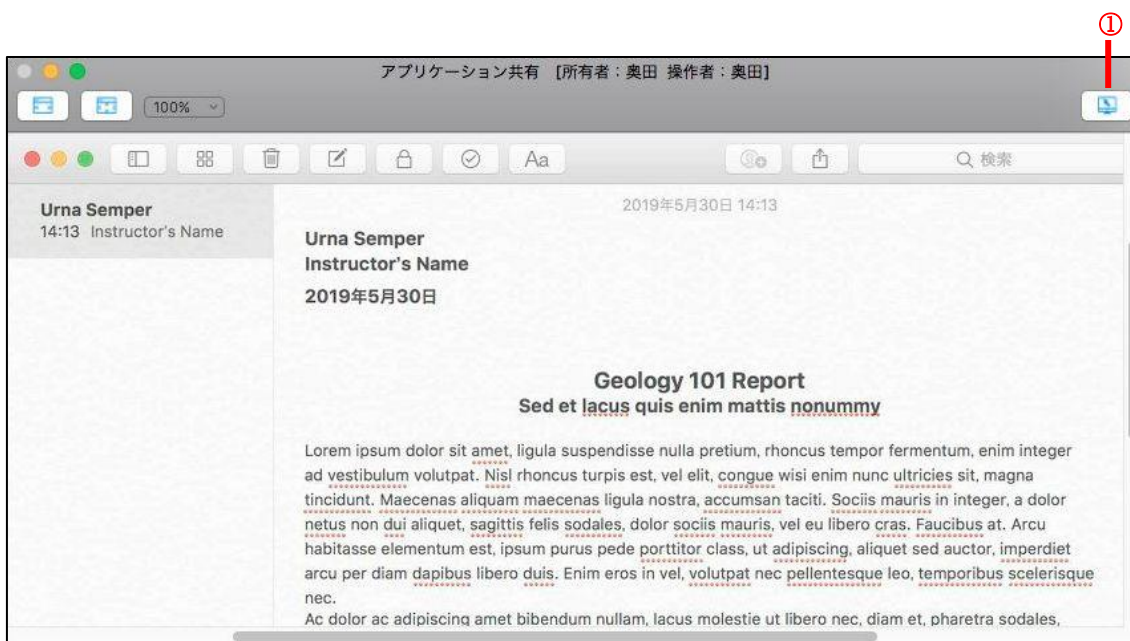 ①
アプリケーション共有 [所有者：奥田 操作者：奥田]
100%
Aa
検索
Urna Semper
14:13 Instructor's Name
2019年5月30日 14:13
Urna Semper
Instructor's Name
2019年5月30日
Geology 101 Report
Sed et lacus quis enim mattis nonummy
Lorem ipsum dolor sit amet, ligula suspendisse nulla pretium, rhoncus tempor fermentum, enim integer
ad vestibulum volutpat. Nisl rhoncus turpis est, vel elit, congue wisi enim nunc ultricies sit, magna
tincidunt. Maecenas aliquam maecenas ligula nostra, accumsan taciti. Sociis mauris in integer, a dolor
netus non dui aliquet, sagittis felis sodales, dolor sociis mauris, vel eu libero cras. Faucibus at. Arcu
habitasse elementum est, ipsum purus pede porttitor class, ut adipiscing, aliquet sed auctor, imperdiet
arcu per diam dapibus libero duis. Enim eros in vel, volutpat nec pellentesque leo, temporibus scelerisque
nec.
Ac dolor ac adipiscing amet bibendum nullam, lacus molestie ut libero nec, diam et, pharetra sodales,